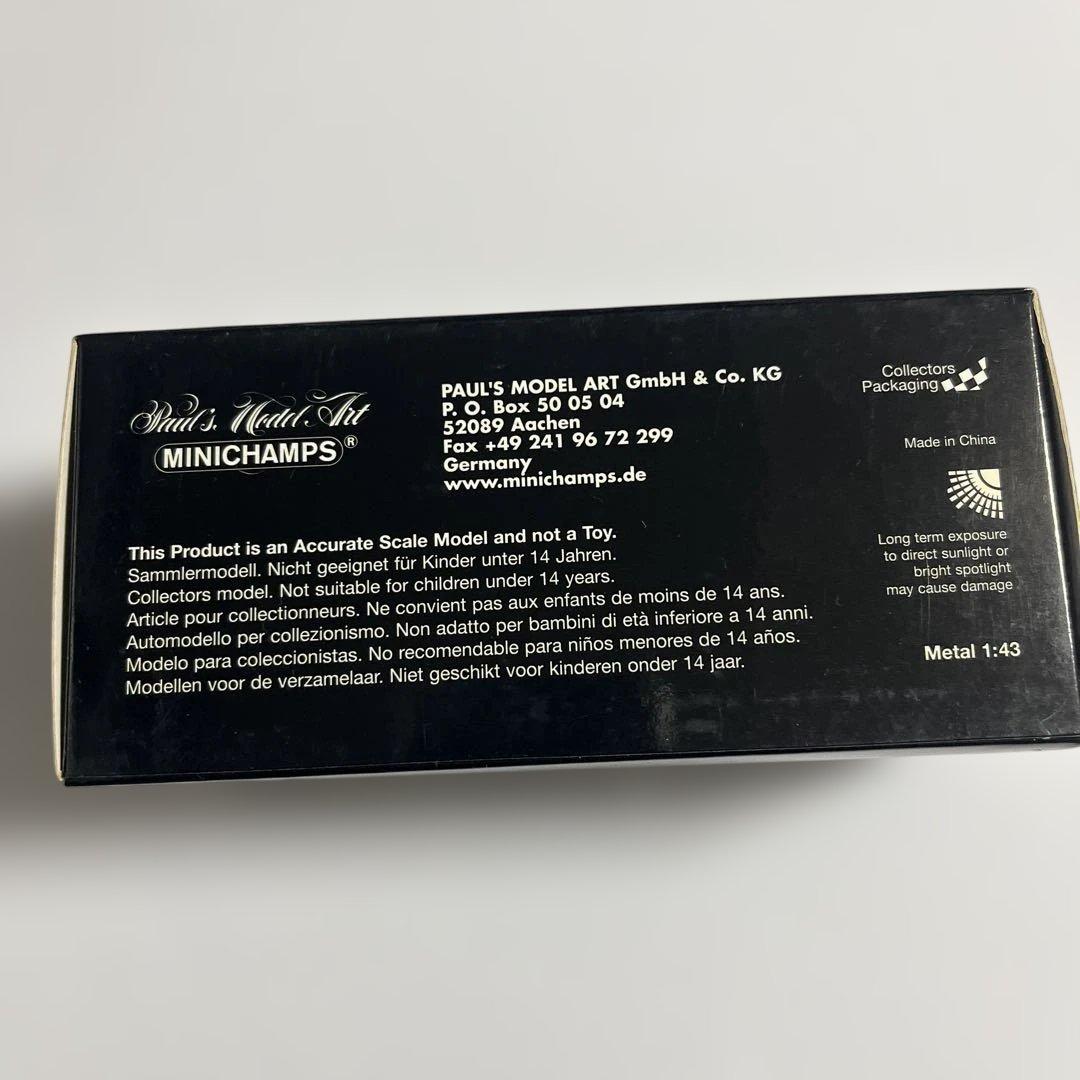 Paul's Model Art
MINICHAMPS®
PAUL'S MODEL ART GmbH & Co. KG
P. O. Box 50 05 04
52089 Aachen
Fax +49 241 96 72 299
Germany
www.minichamps.de
Collectors
Packaging
Made in China
Long term exposure
to direct sunlight or
bright spotlight
may cause damage
This Product is an Accurate Scale Model and not a Toy.
Sammlermodell. Nicht geeignet für Kinder unter 14 Jahren.
Collectors model. Not suitable for children under 14 years.
Article pour collectionneurs. Ne convient pas aux enfants de moins de 14 ans.
Automodello per collezionismo. Non adatto per bambini di età inferiore a 14 anni.
Modelo para coleccionistas. No recomendable para niños menores de 14 años.
Modellen voor de verzamelaar. Niet geschikt voor kinderen onder 14 jaar.
Metal 1:43